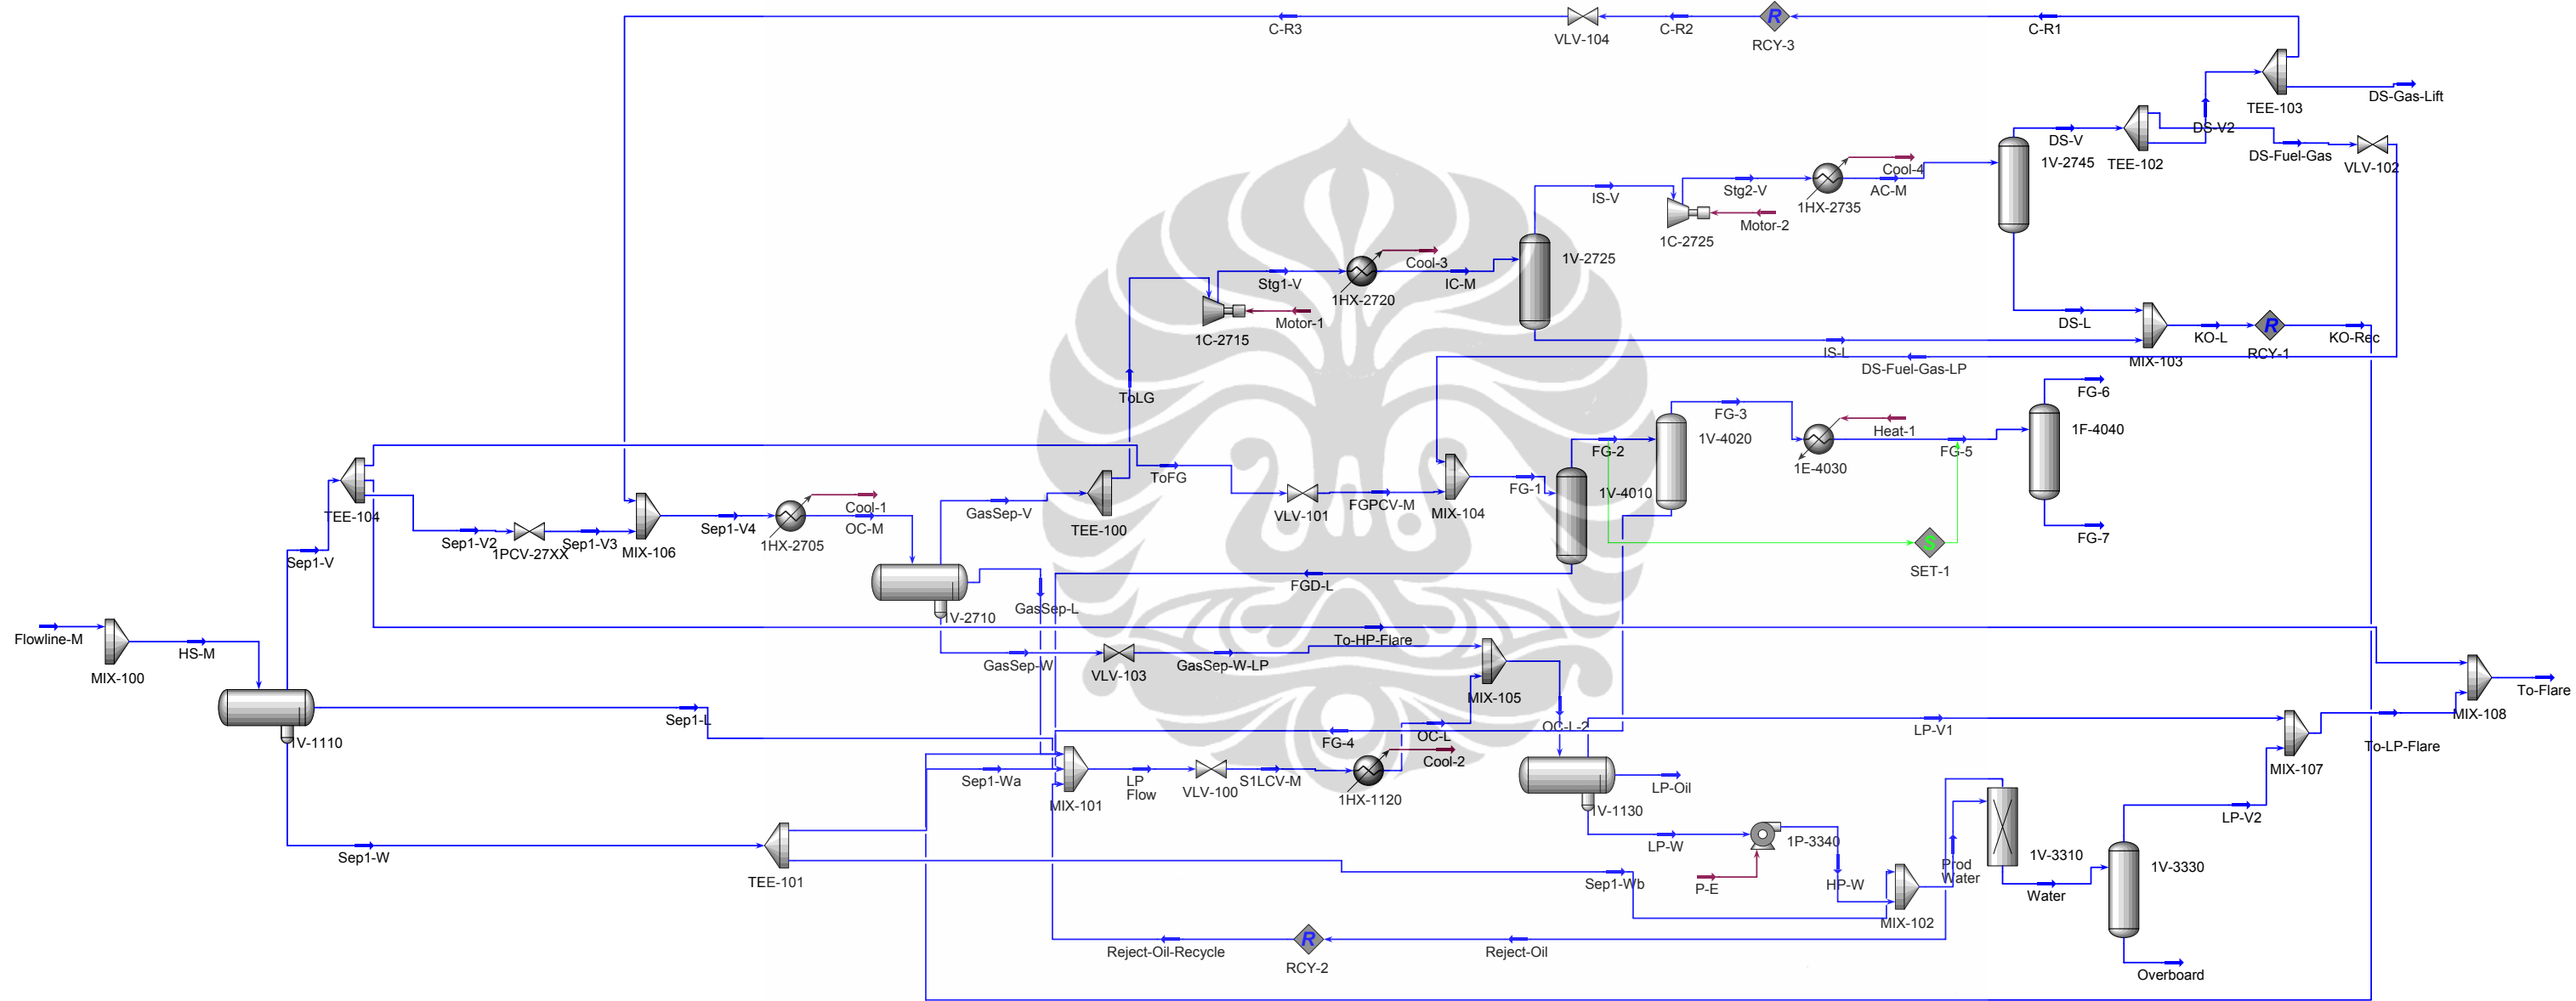 C-R3
VLV-104
C-R2
R
RCY-3
C-R1
TEE-103
DS-Gas-Lift
DS-V
1V-2745
TEE-102
DS-V2
DS-Fuel-Gas
VLV-102
IS-V
Stg2-V
1HX-2735
Cool-4
AC-M
Motor-2
1C-2725
1V-2725
Stg1-V
1HX-2720
Cool-3
IC-M
Motor-1
1C-2715
DS-L
MIX-103
KO-L
R
RCY-1
KO-Rec
IS-L
DS-Fuel-Gas-LP
ToLG
FG-6
FG-3
1V-4020
Heat-1
1F-4040
1E-4030
FG-5
FG-2
TEE-104
ToFG
FG-1
1V-4010
Sep1-V2
1PCV-27XX
Sep1-V3
MIX-106
Sep1-V4
Cool-1
OC-M
1HX-2705
GasSep-V
TEE-100
VLV-101
FGPCV-M
MIX-104
FG-7
S
SET-1
Sep1-V
FGD-L
1V-2710
GasSep-L
Flowline-M
HS-M
MIX-100
To-HP-Flare
GasSep-W
VLV-103
GasSep-W-LP
MIX-105
To-Flare
MIX-108
Sep1-L
1V-1110
FG-4
OC-L
OC-L-2
LP-V1
To-LP-Flare
Cool-2
MIX-107
Sep1-Wa
MIX-101
LP
Flow
VLV-100
S1LCV-M
1HX-1120
LP-Oil
1V-1130
LP-V2
Sep1-W
TEE-101
LP-W
1P-3340
P-E
Sep1-Wb
HP-W
MIX-102
Prod
Water
1V-3310
Water
1V-3330
Reject-Oil-Recycle
R
RCY-2
Reject-Oil
Overboard